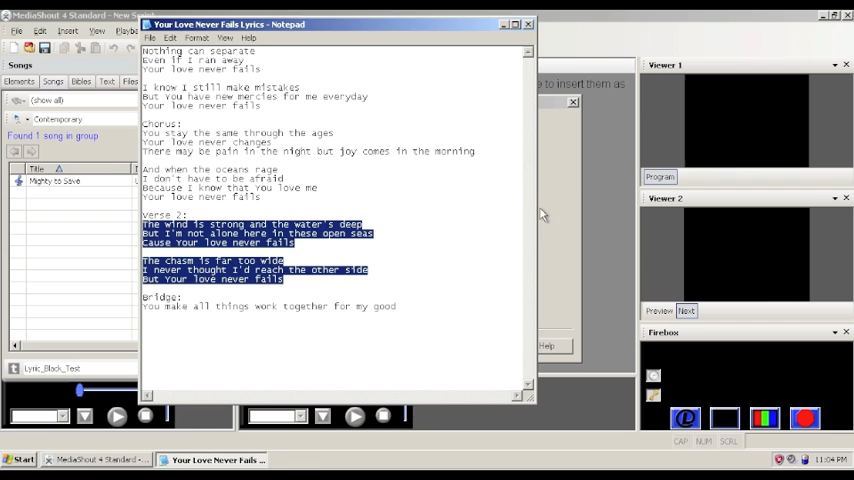 MediaShout 4 Standard - New Script
Your Love Never Fails Lyrics - Notepad
File Edit Insert View Playba
File Edit Format View Help
Songs
Elements Songs Bibles Text Files
(show all)
Contemporary
Found 1 song in group
Title
Mighty to Save
Nothing can separate
Even if I ran away
Your love never fails
I know I still make mistakes
But You have new mercies for me everyday
Your love never fails
Chorus:
You stay the same through the ages
Your love never changes
There may be pain in the night but joy comes in the morning
And when the oceans rage
I don't have to be afraid
Because I know that You love me
Your love never fails
Verse 2:
The wind is strong and the water's deep
But I'm not alone here in these open seas
Cause Your love never fails
The chasm is far too wide
I never thought I'd reach the other side
But Your love never fails
Bridge:
You make all things work together for my good
e to insert them as
Help
Viewer 1
Program
Viewer 2
Preview Next
Firebox
Lyric_Black_Test
CAP NUM SCRL
Start
MediaShout 4 Standard -...
Your Love Never Fails ...
11:04 PM